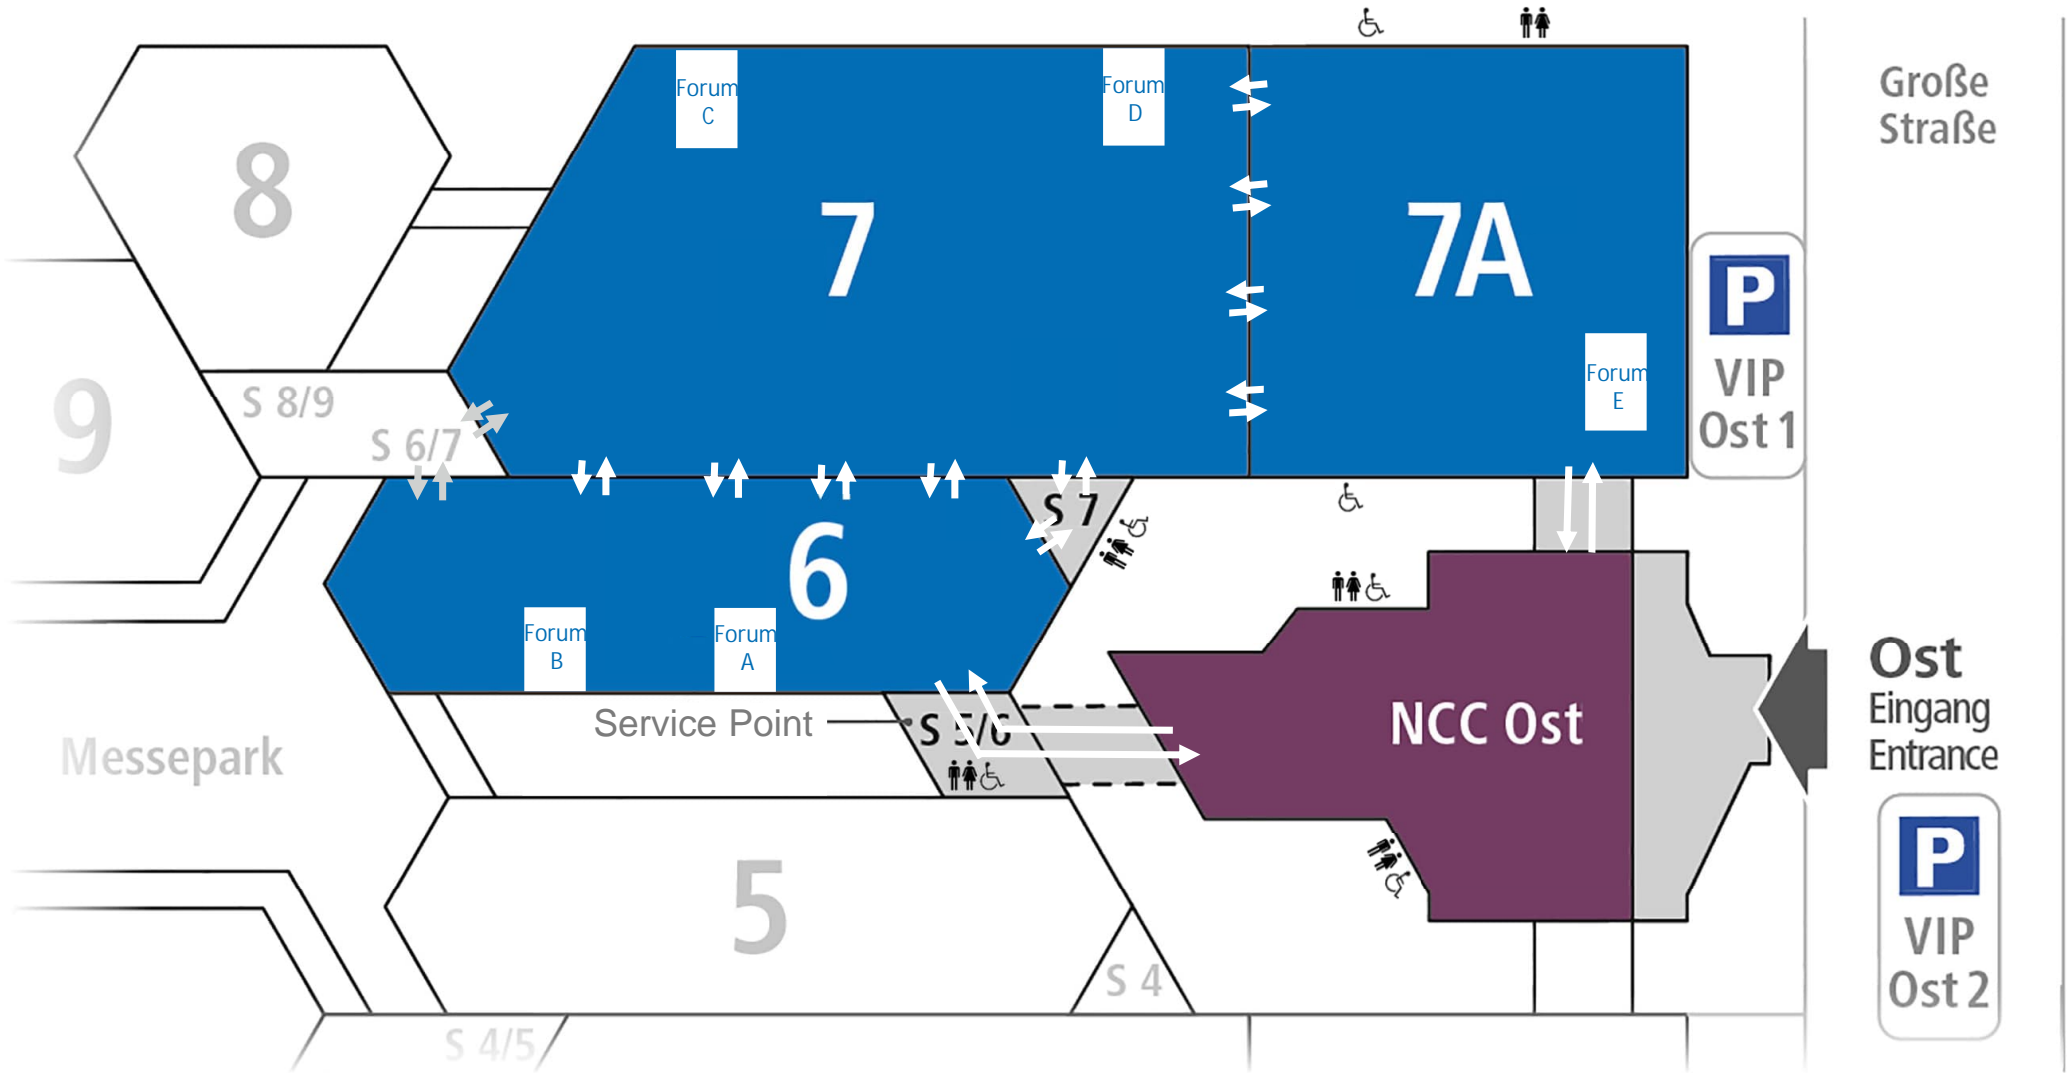 Große
Straße
Forum
C
Forum
D
8
7
7A
P
VIP
Ost 1
Forum
E
9
S 8/9
S 6/7
S 7
6
Forum
B
Forum
A
Ost
Eingang
Entrance
Service Point
S 5/6
NCC Ost
Messepark
P
VIP
Ost 2
5
S 4
S 4/5